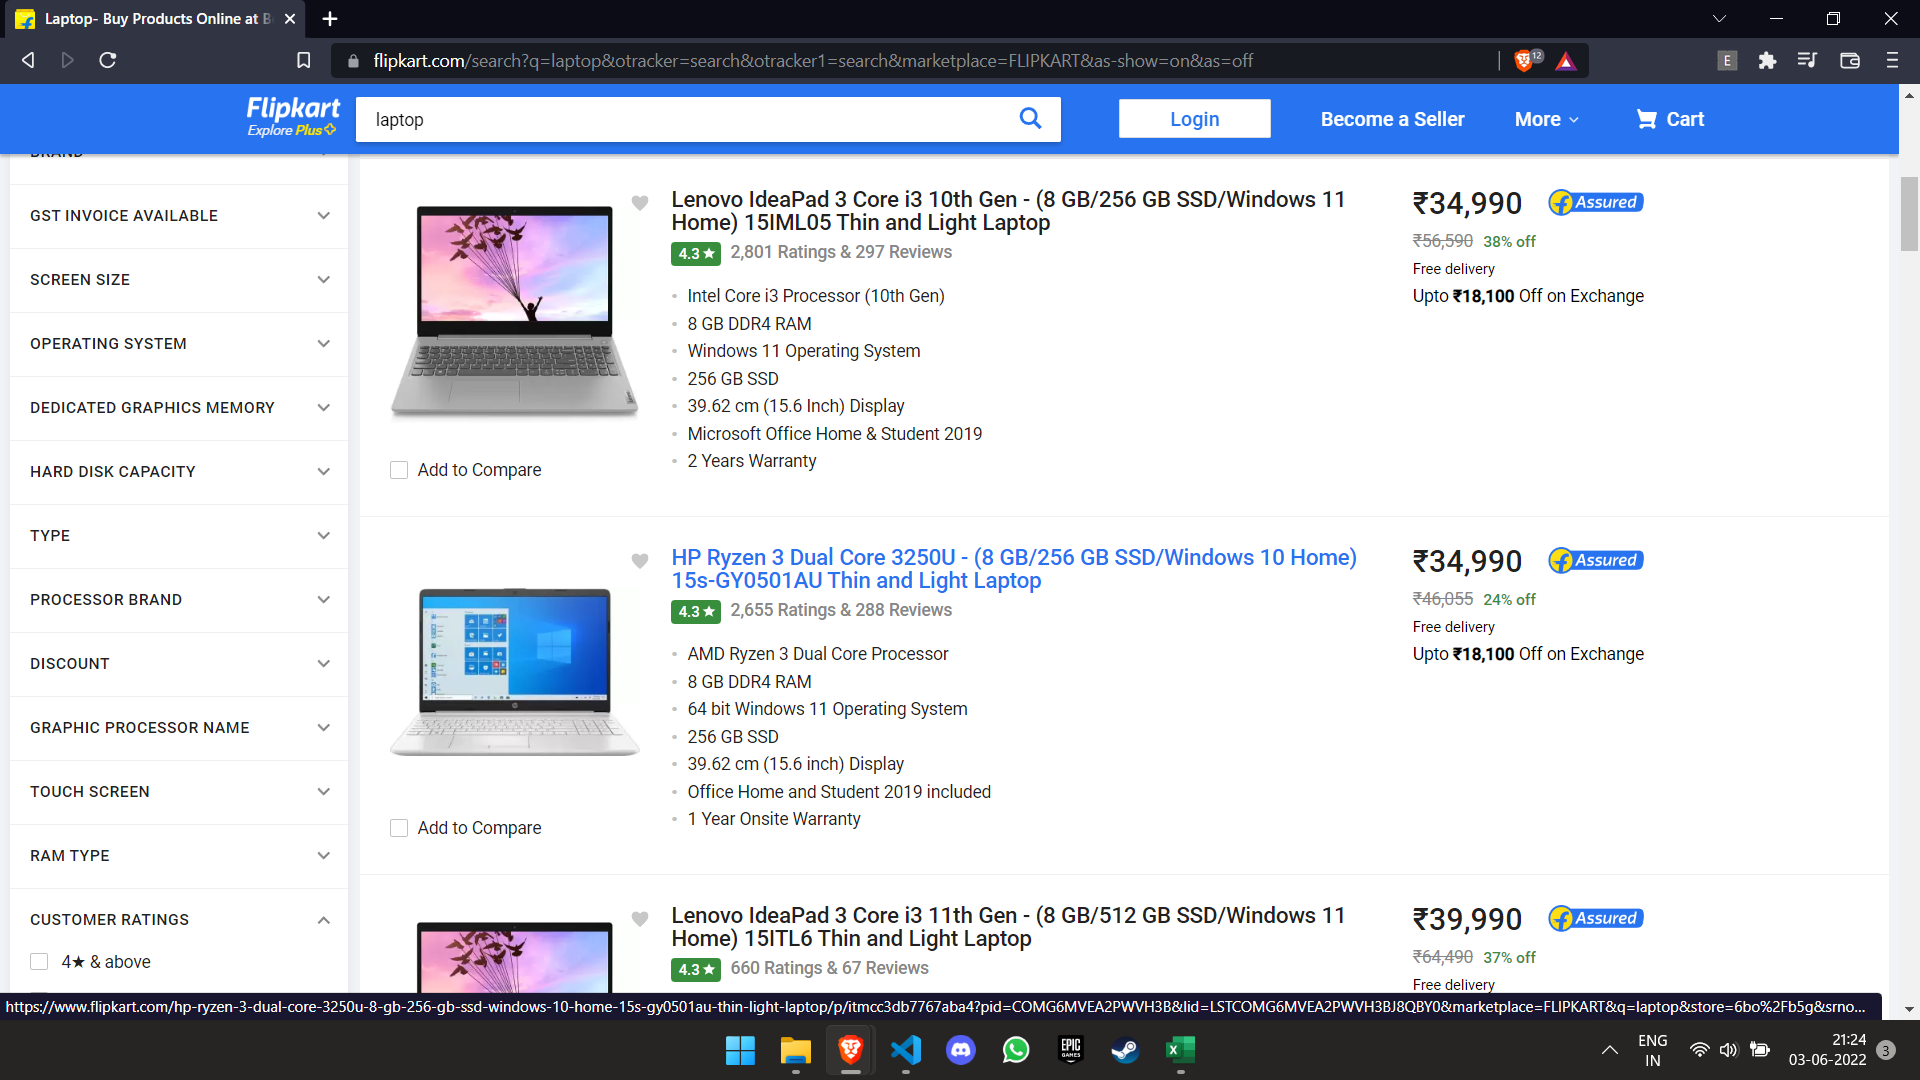 Laptop- Buy Products Online at B
flipkart.com/search?q=laptop&otracker=search&otracker1=search&marketplace=FLIPKART&as-show=on&as=off
12
E
Flipkart
Explore Plus
laptop
Login
Become a Seller
More
Cart
BRAND
GST INVOICE AVAILABLE
SCREEN SIZE
OPERATING SYSTEM
DEDICATED GRAPHICS MEMORY
HARD DISK CAPACITY
TYPE
PROCESSOR BRAND
DISCOUNT
GRAPHIC PROCESSOR NAME
TOUCH SCREEN
RAM TYPE
CUSTOMER RATINGS
4★ & above
Add to Compare
Lenovo IdeaPad 3 Core i3 10th Gen - (8 GB/256 GB SSD/Windows 11
Home) 15IML05 Thin and Light Laptop
4.3★ 2,801 Ratings & 297 Reviews
Intel Core i3 Processor (10th Gen)
8 GB DDR4 RAM
Windows 11 Operating System
256 GB SSD
39.62 cm (15.6 Inch) Display
Microsoft Office Home & Student 2019
2 Years Warranty
₹34,990 Assured
₹56,590 38% off
Free delivery
Upto ₹18,100 Off on Exchange
Add to Compare
HP Ryzen 3 Dual Core 3250U - (8 GB/256 GB SSD/Windows 10 Home)
15s-GY0501AU Thin and Light Laptop
4.3★ 2,655 Ratings & 288 Reviews
AMD Ryzen 3 Dual Core Processor
8 GB DDR4 RAM
64 bit Windows 11 Operating System
256 GB SSD
39.62 cm (15.6 inch) Display
Office Home and Student 2019 included
1 Year Onsite Warranty
₹34,990 Assured
₹46,055 24% off
Free delivery
Upto ₹18,100 Off on Exchange
Lenovo IdeaPad 3 Core i3 11th Gen - (8 GB/512 GB SSD/Windows 11
Home) 15ITL6 Thin and Light Laptop
4.3★ 660 Ratings & 67 Reviews
₹39,990 Assured
₹64,490 37% off
Free delivery
https://www.flipkart.com/hp-ryzen-3-dual-core-3250u-8-gb-256-gb-ssd-windows-10-home-15s-gy0501au-thin-light-laptop/p/itmcc3db7767aba4?pid=COMG6MVEA2PWVH3B&lid=LSTCOMG6MVEA2PWVH3BJ8QBY0&marketplace=FLIPKART&q=laptop&store=6bo%2Fb5g&srno...
EPIC
GAMES
ENG
IN
21:24
03-06-2022
3